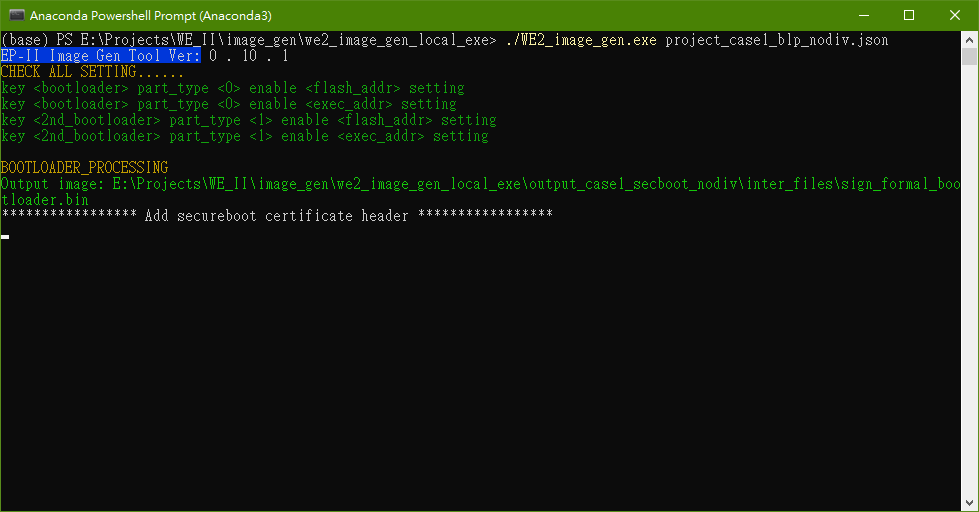 Anaconda Powershell Prompt (Anaconda3)
(base) PS E:\Projects\WE_II\image_gen\we2_image_gen_local_exe> ./WE2_image_gen.exe project_case1_blp_nodiv.json
EP-II Image Gen Tool Ver: 0 . 10 . 1
CHECK ALL SETTING......
key <bootloader> part_type <0> enable <flash_addr> setting
key <bootloader> part_type <0> enable <exec_addr> setting
key <2nd_bootloader> part_type <1> enable <flash_addr> setting
key <2nd_bootloader> part_type <1> enable <exec_addr> setting
BOOTLOADER_PROCESSING
Output image: E:\Projects\WE_II\image_gen\we2_image_gen_local_exe\output_case1_secboot_nodiv\inter_files\sign_formal_boo
tloader.bin
***************** Add secureboot certificate header *****************